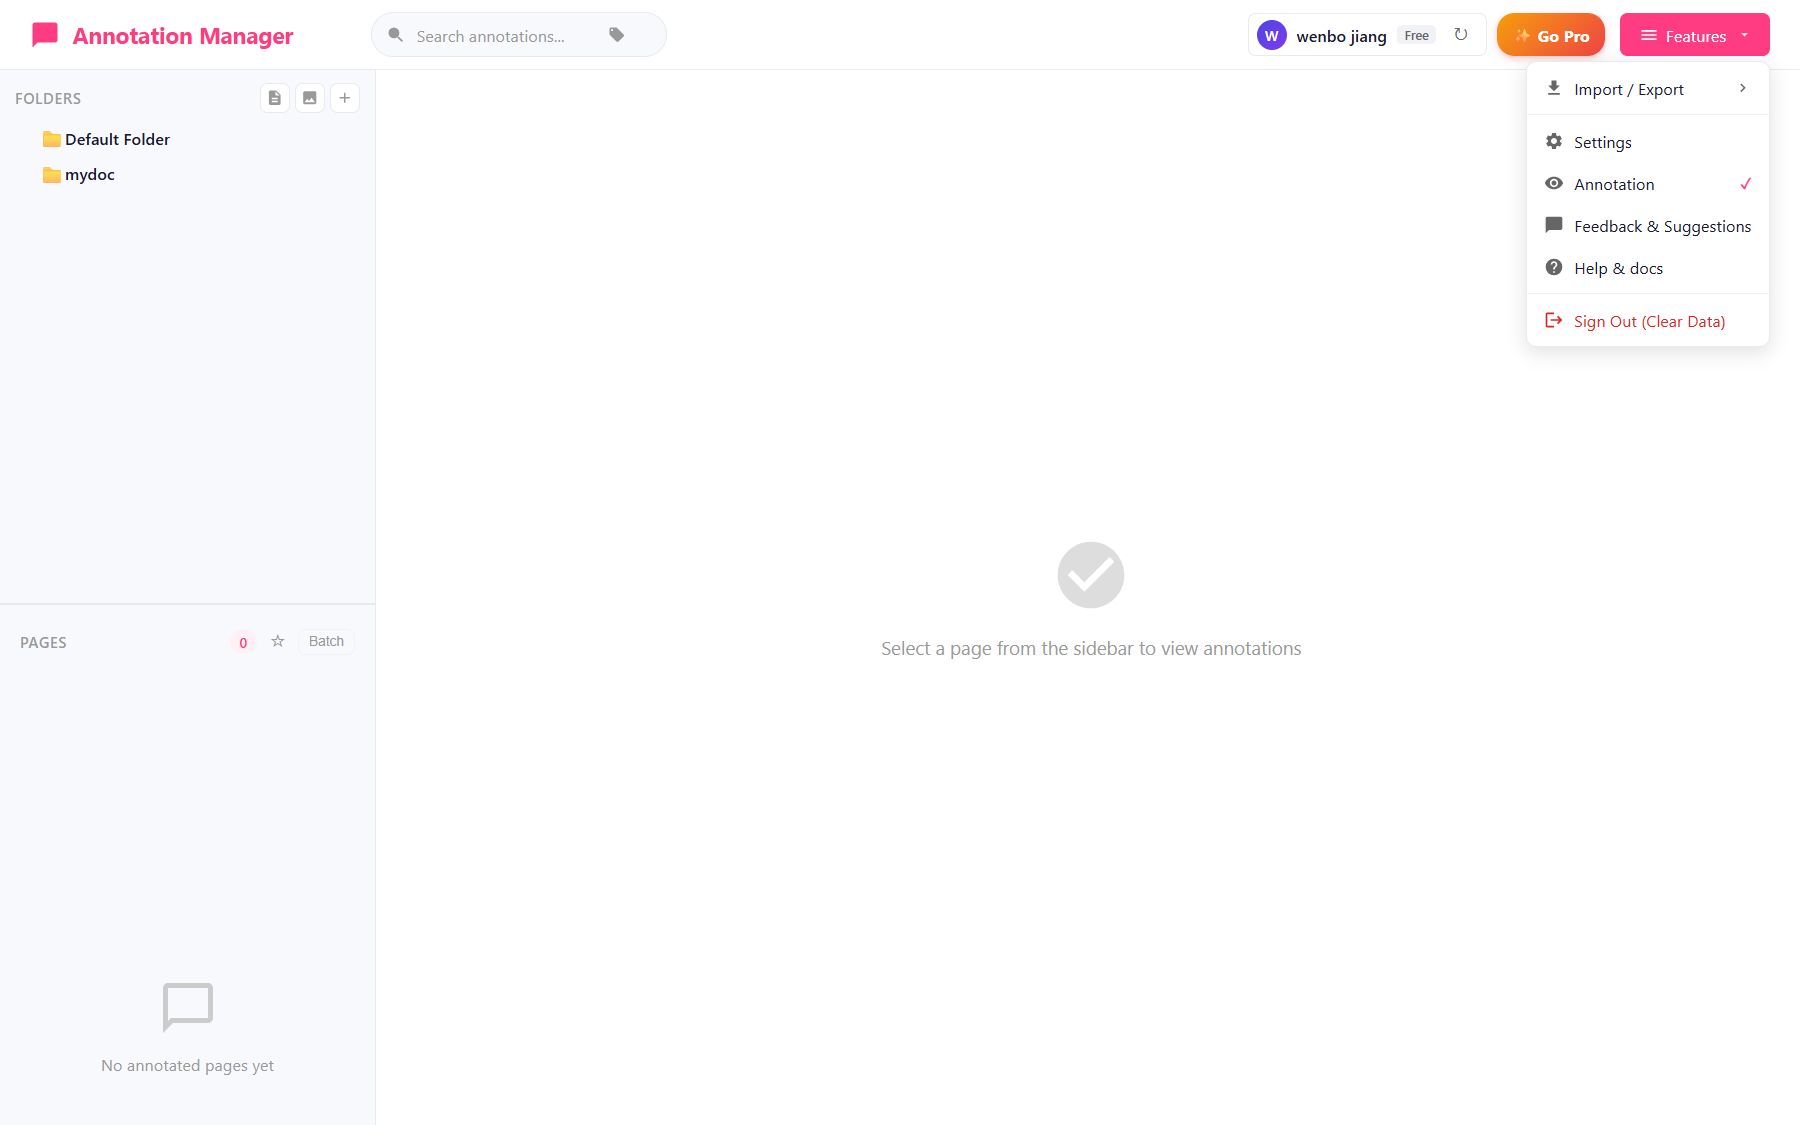 Annotation Manager
Search annotations...
W wenbo jiang Free
Go Pro
Features
Import / Export
Settings
Annotation
Feedback & Suggestions
Help & docs
Sign Out (Clear Data)
FOLDERS
Default Folder
mydoc
PAGES 0 Batch
No annotated pages yet
Select a page from the sidebar to view annotations